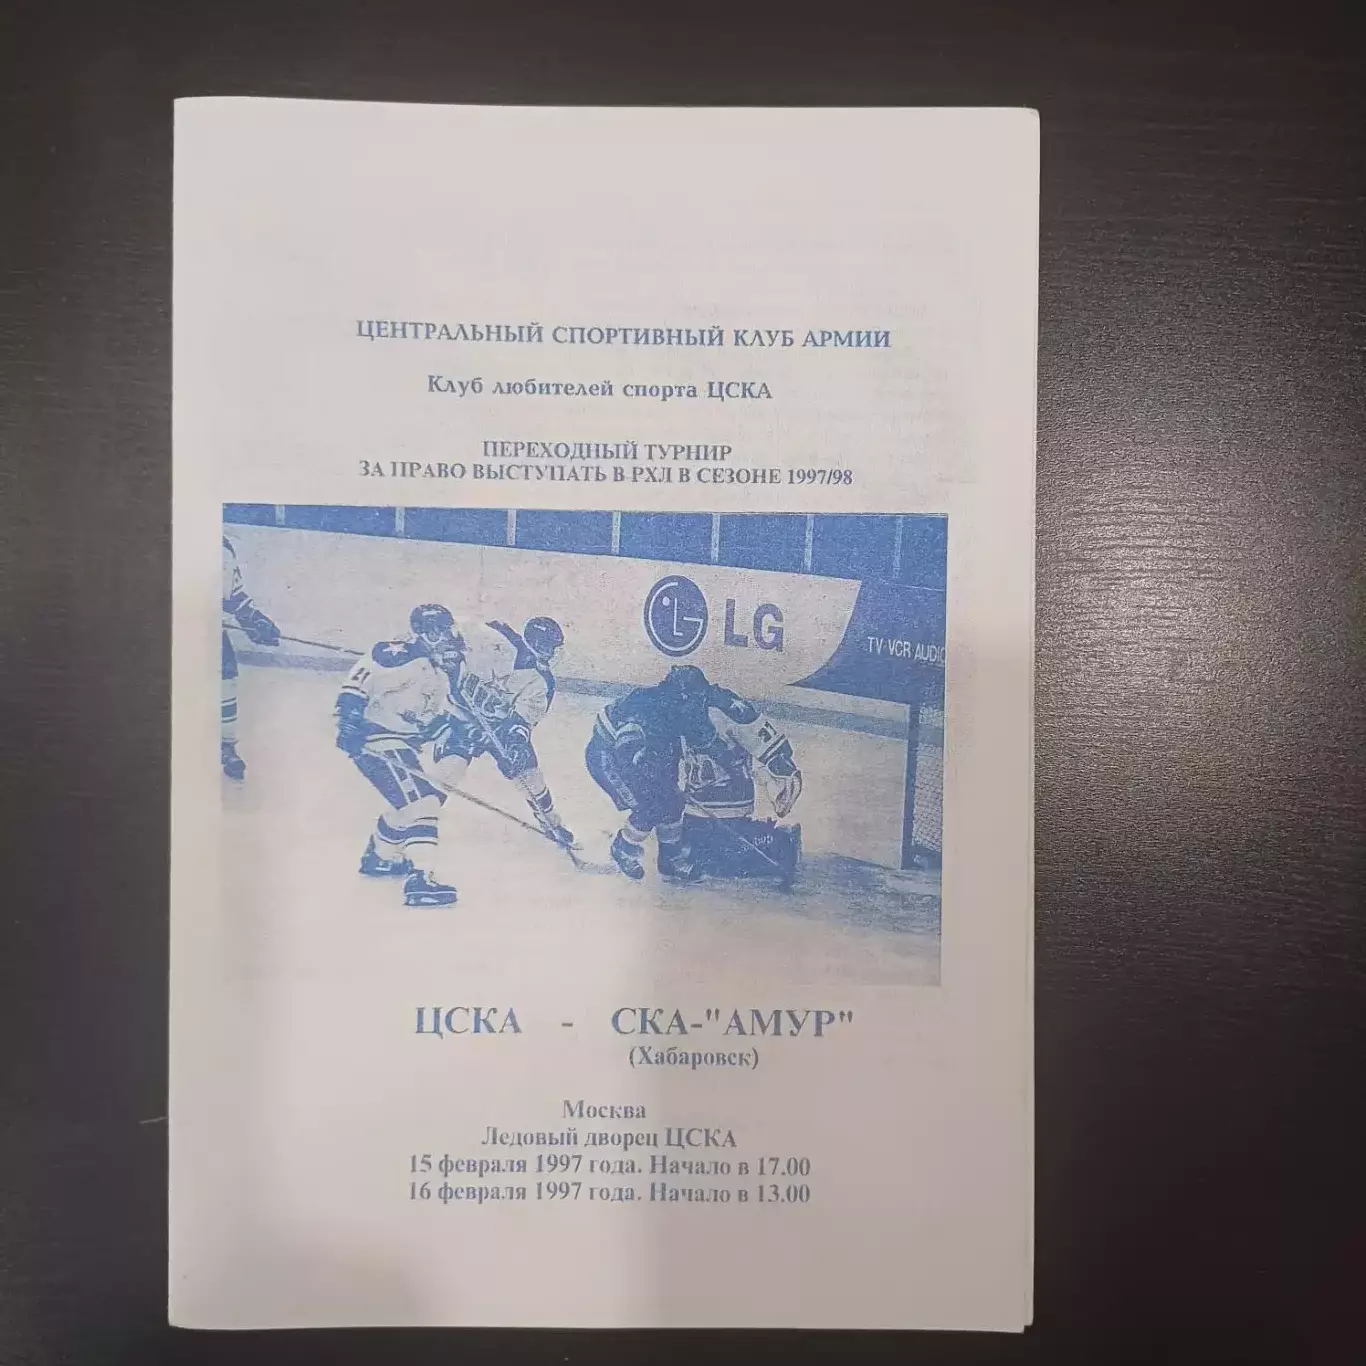 ЦЕНТРАЛЬНЫЙ СПОРТИВНЫЙ КЛУБ АРМИИ
Клуб любителей спорта ЦСКА
ПЕРЕХОДНЫЙ ТУРНИР
ЗА ПРАВО ВЫСТУПАТЬ В РХЛ В СЕЗОНЕ 1997/98
LG
TV·VCR AUDIO
21
37
ЦСКА - СКА-"АМУР"
(Хабаровск)
Москва
Ледовый дворец ЦСКА
15 февраля 1997 года. Начало в 17.00
16 февраля 1997 года. Начало в 13.00